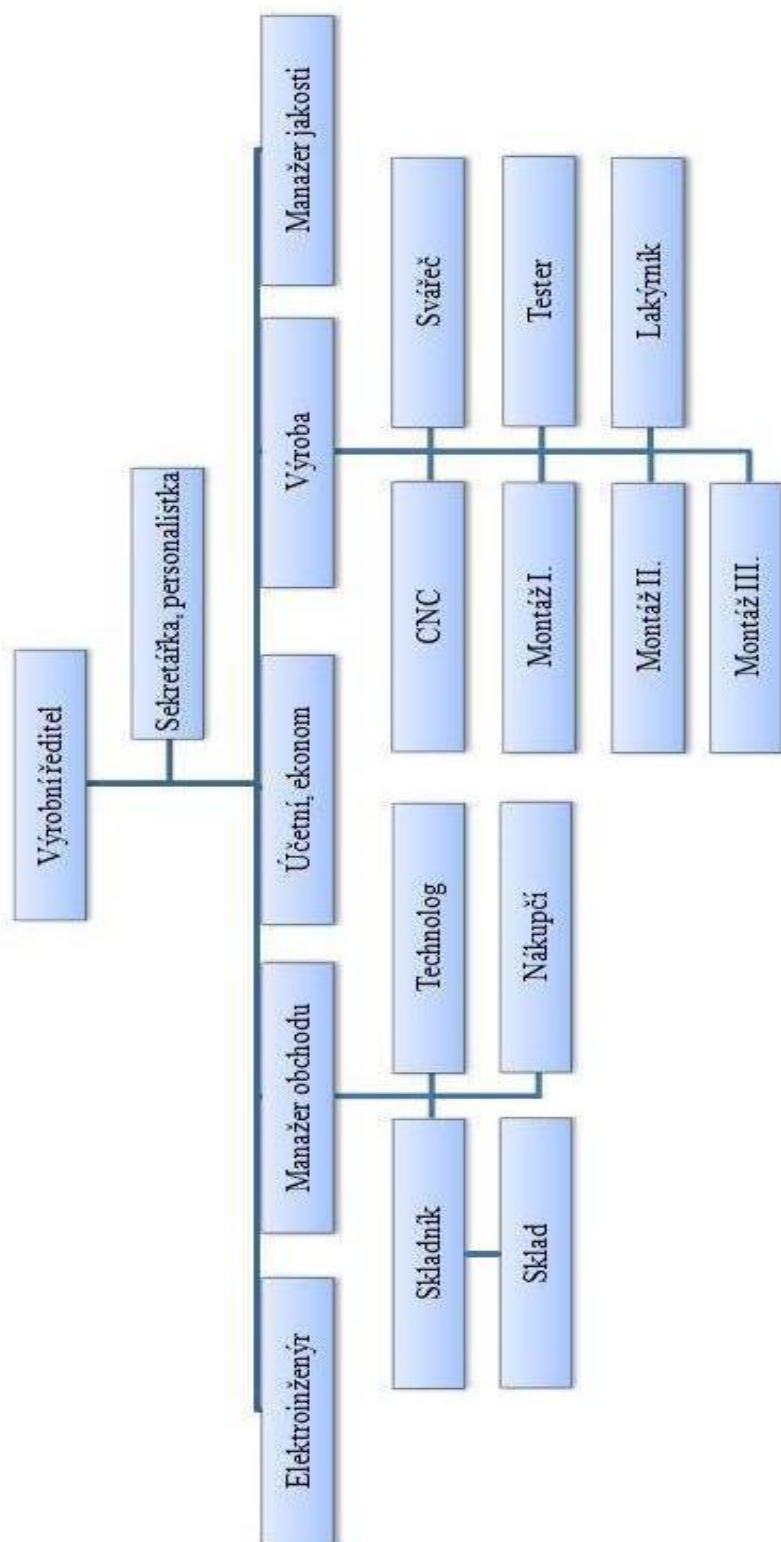 Výrobní ředitel
Sekretářka, personalistka
Elektroinženýr
Manažer obchodu
Účetní, ekonom
Výroba
Manažer jakosti
Skladník
Technolog
Sklad
Nákupčí
CNC
Svářeč
Montáž I.
Tester
Montáž II.
Lakýrník
Montáž III.